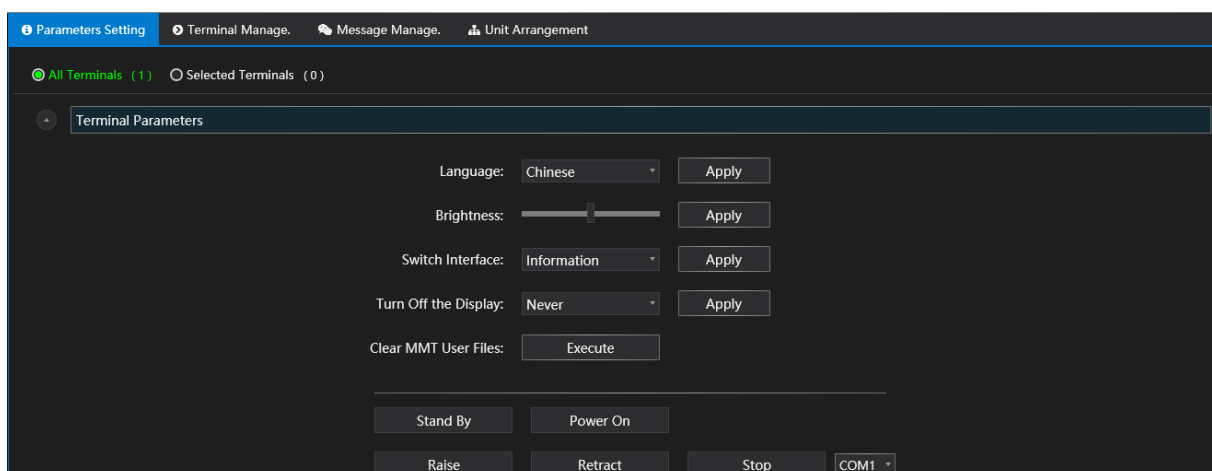 Parameters Setting Terminal Manage. Message Manage. Unit Arrangement
All Terminals (1) Selected Terminals (0)
Terminal Parameters
Language: Chinese Apply
Brightness: Apply
Switch Interface: Information Apply
Turn Off the Display: Never Apply
Clear MMT User Files: Execute
Stand By Power On
Raise Retract Stop COM1